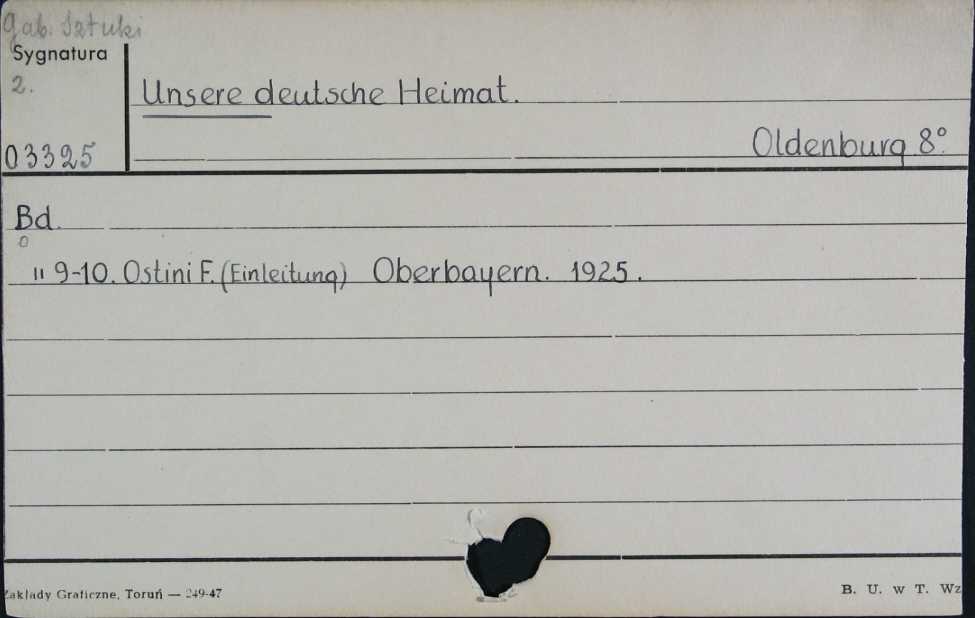 Gab. Sztuki
Sygnatura
2.
Unsere deutsche Heimat.
Oldenburg 8°.
03325
Bd.
0
" 9-10. Ostini F. (Einleitung) Oberbayern. 1925.
Zakłady Graficzne, Toruń — 249-47
B. U. w T. Wz